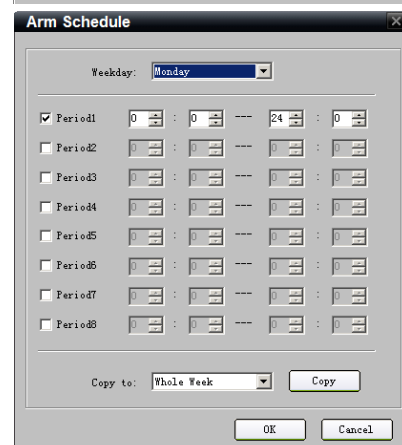 Arm Schedule
Weekday: Monday
Period1 0 : 0 --- 24 : 0
Period2 0 : 0 --- 0 : 0
Period3 0 : 0 --- 0 : 0
Period4 0 : 0 --- 0 : 0
Period5 0 : 0 --- 0 : 0
Period6 0 : 0 --- 0 : 0
Period7 0 : 0 --- 0 : 0
Period8 0 : 0 --- 0 : 0
Copy to: Whole Week Copy
OK Cancel